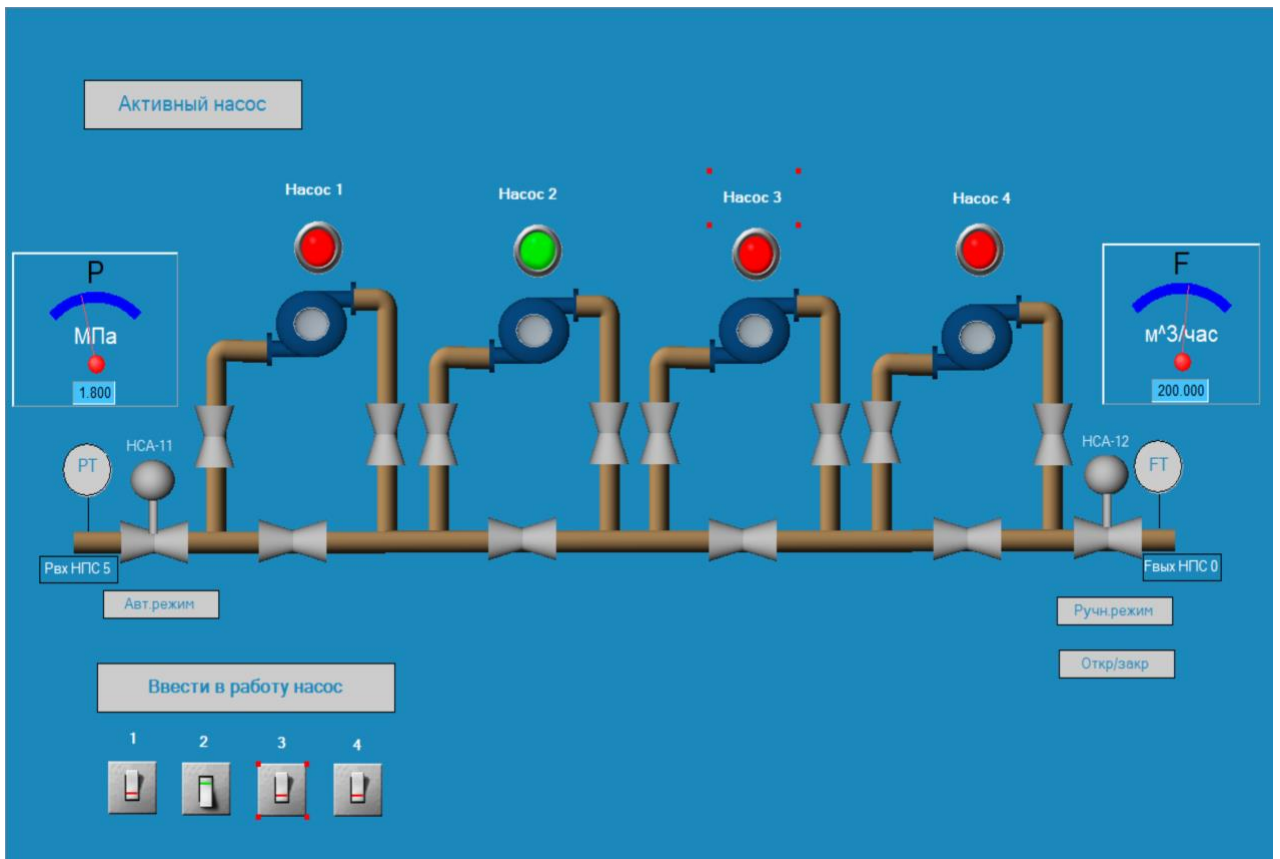 Активный насос
Насос 1
Насос 2
Насос 3
Насос 4
P
МПа
1.800
F
м^3/час
200.000
PT
НСА-11
НСА-12
FT
Рвх НПС 5
Fвых НПС 0
Авт.режим
Ручн.режим
Откр/закр
Ввести в работу насос
1
2
3
4